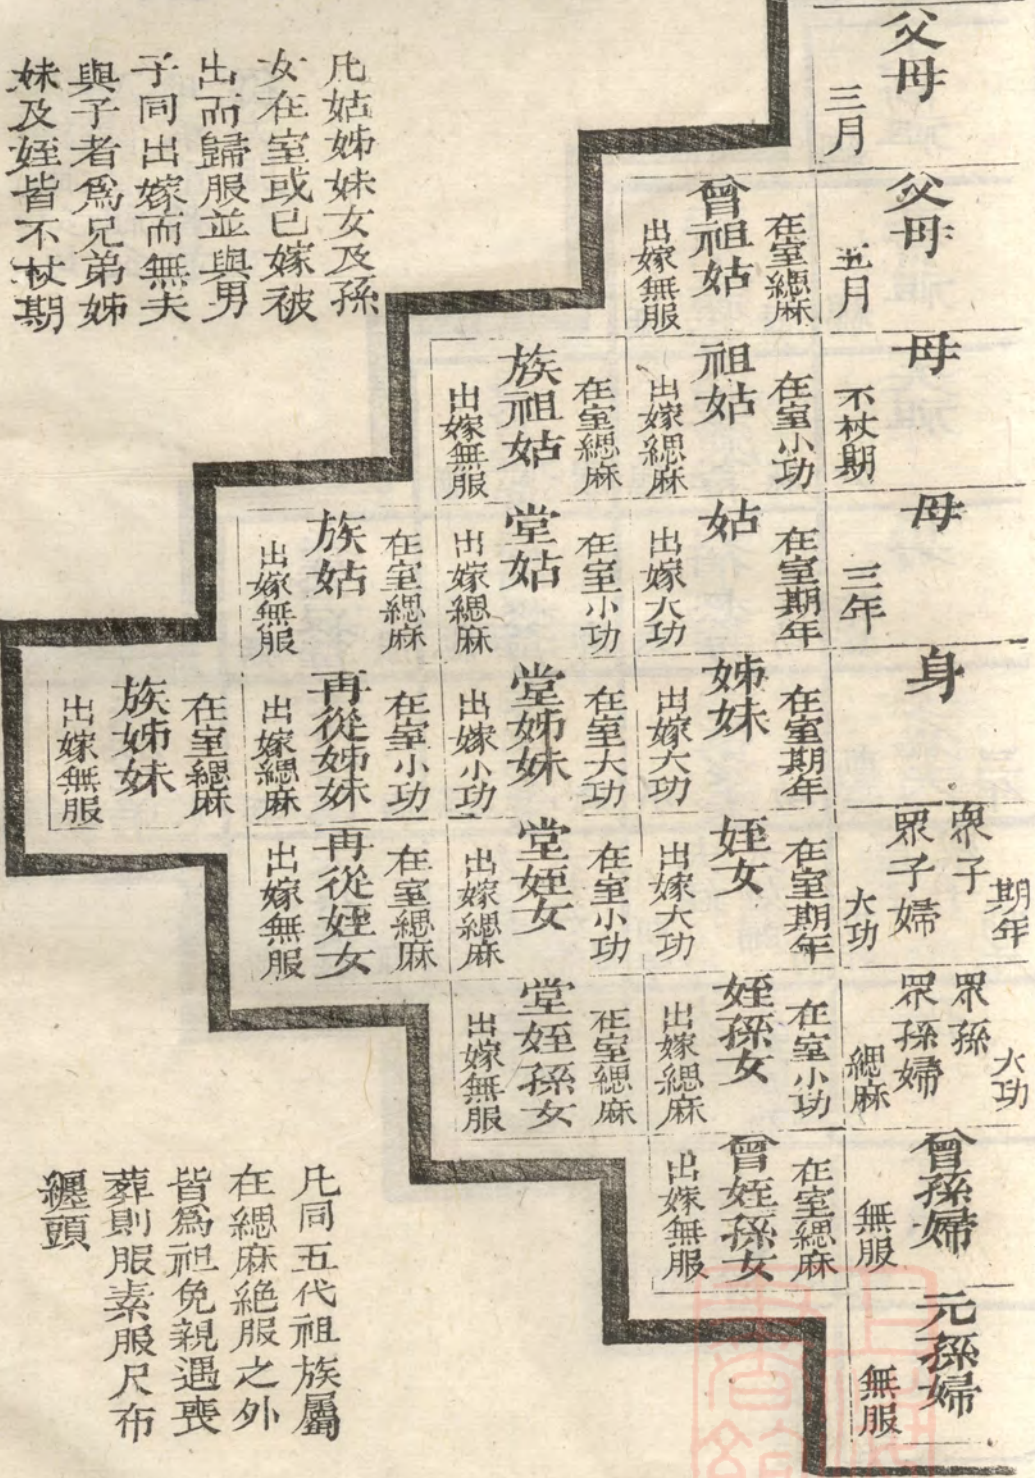 父母
三月
父母
五月
曾祖姑
在室緦麻
出嫁無服
母
不杖期
祖姑
在室小功
出嫁緦麻
族祖姑
在室緦麻
出嫁無服
母
三年
姑
在室期年
出嫁大功
堂姑
在室小功
出嫁緦麻
族姑
在室緦麻
出嫁無服
身
姊妹
在室期年
出嫁大功
堂姊妹
在室大功
出嫁小功
再從姊妹
在室小功
出嫁緦麻
族姊妹
在室緦麻
出嫁無服
期年
眾子
眾子婦
大功
姪女
在室期年
出嫁大功
堂姪女
在室小功
出嫁緦麻
再從姪女
在室緦麻
出嫁無服
大功
眾孫
眾孫婦
緦麻
姪孫女
在室小功
出嫁緦麻
堂姪孫女
在室緦麻
出嫁無服
曾孫婦
無服
曾姪孫女
在室緦麻
出嫁無服
元孫婦
無服
凡姑姊妹女及孫
女在室或已嫁被
出而歸服並與男
子同出嫁而無夫
與子者爲兄弟姊
妹及姪皆不杖期
凡同五代祖族屬
在緦麻絶服之外
皆爲袒免親遇喪
葬則服素服尺布
纒頭